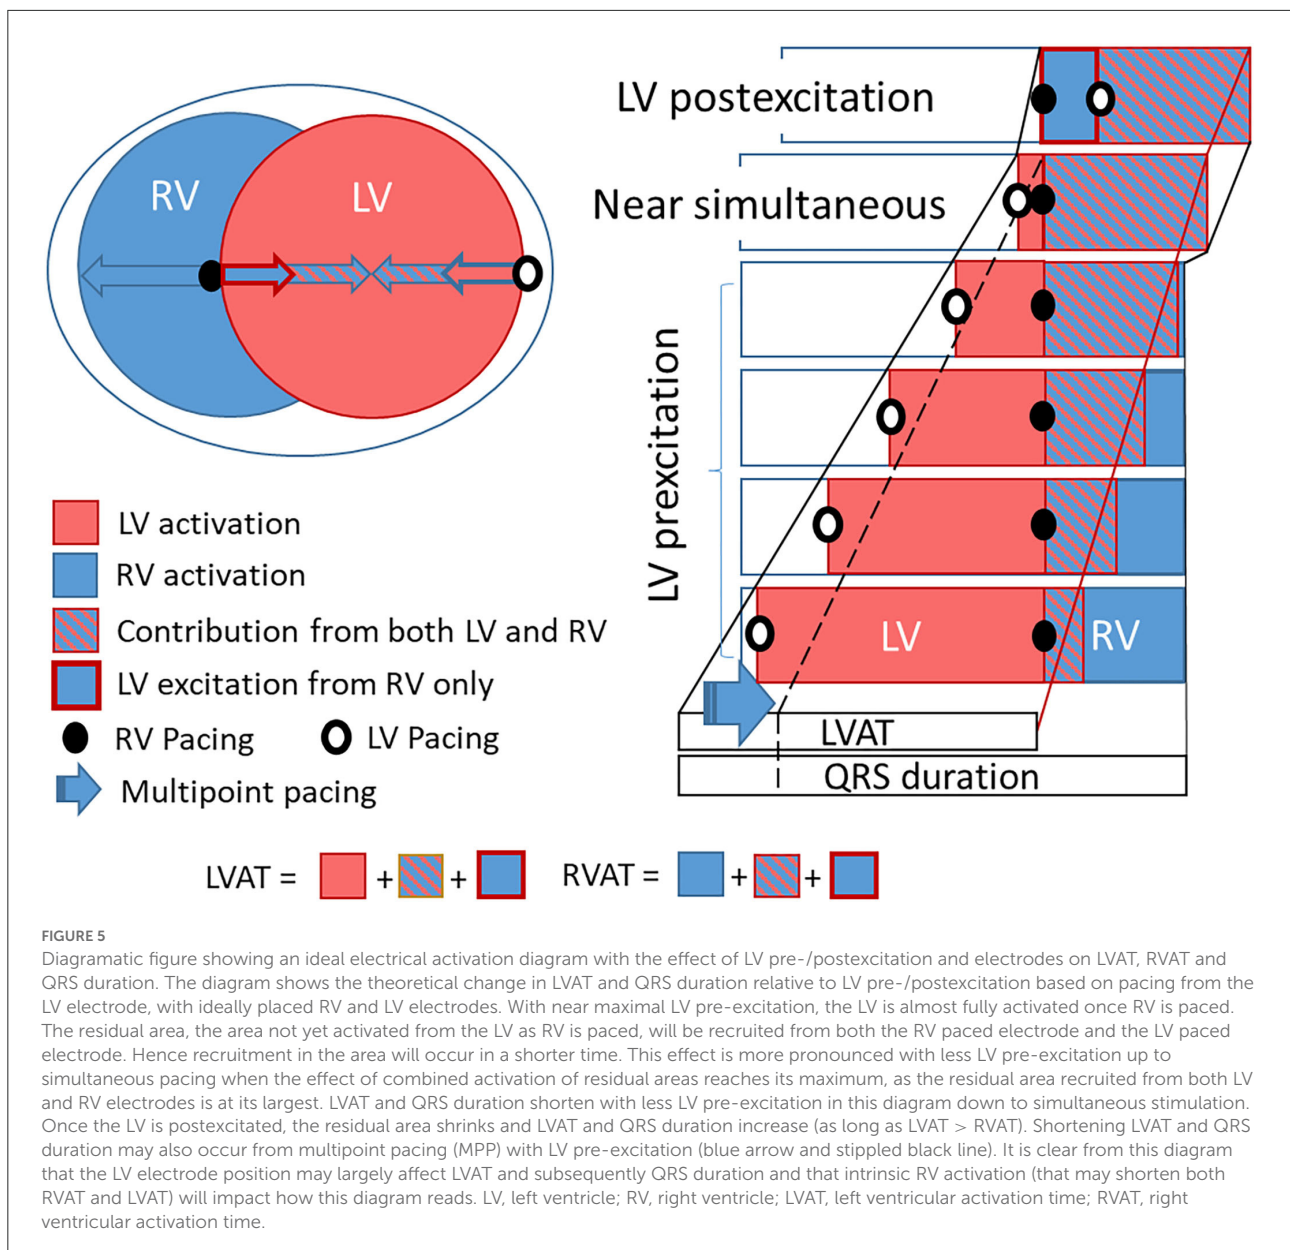 LV postexcitation
RV
LV
Near simultaneous
LV prexcitation
LV activation
RV activation
Contribution from both LV and RV
LV excitation from RV only
RV Pacing
LV Pacing
Multipoint pacing
LV
RV
LVAT
QRS duration
LVAT = + +
RVAT = + +
FIGURE 5
Diagramatic figure showing an ideal electrical activation diagram with the effect of LV pre-/postexcitation and electrodes on LVAT, RVAT and
QRS duration. The diagram shows the theoretical change in LVAT and QRS duration relative to LV pre-/postexcitation based on pacing from the
LV electrode, with ideally placed RV and LV electrodes. With near maximal LV pre-excitation, the LV is almost fully activated once RV is paced.
The residual area, the area not yet activated from the LV as RV is paced, will be recruited from both the RV paced electrode and the LV paced
electrode. Hence recruitment in the area will occur in a shorter time. This effect is more pronounced with less LV pre-excitation up to
simultaneous pacing when the effect of combined activation of residual areas reaches its maximum, as the residual area recruited from both LV
and RV electrodes is at its largest. LVAT and QRS duration shorten with less LV pre-excitation in this diagram down to simultaneous stimulation.
Once the LV is postexcitated, the residual area shrinks and LVAT and QRS duration increase (as long as LVAT > RVAT). Shortening LVAT and QRS
duration may also occur from multipoint pacing (MPP) with LV pre-excitation (blue arrow and stippled black line). It is clear from this diagram
that the LV electrode position may largely affect LVAT and subsequently QRS duration and that intrinsic RV activation (that may shorten both
RVAT and LVAT) will impact how this diagram reads. LV, left ventricle; RV, right ventricle; LVAT, left ventricular activation time; RVAT, right
ventricular activation time.